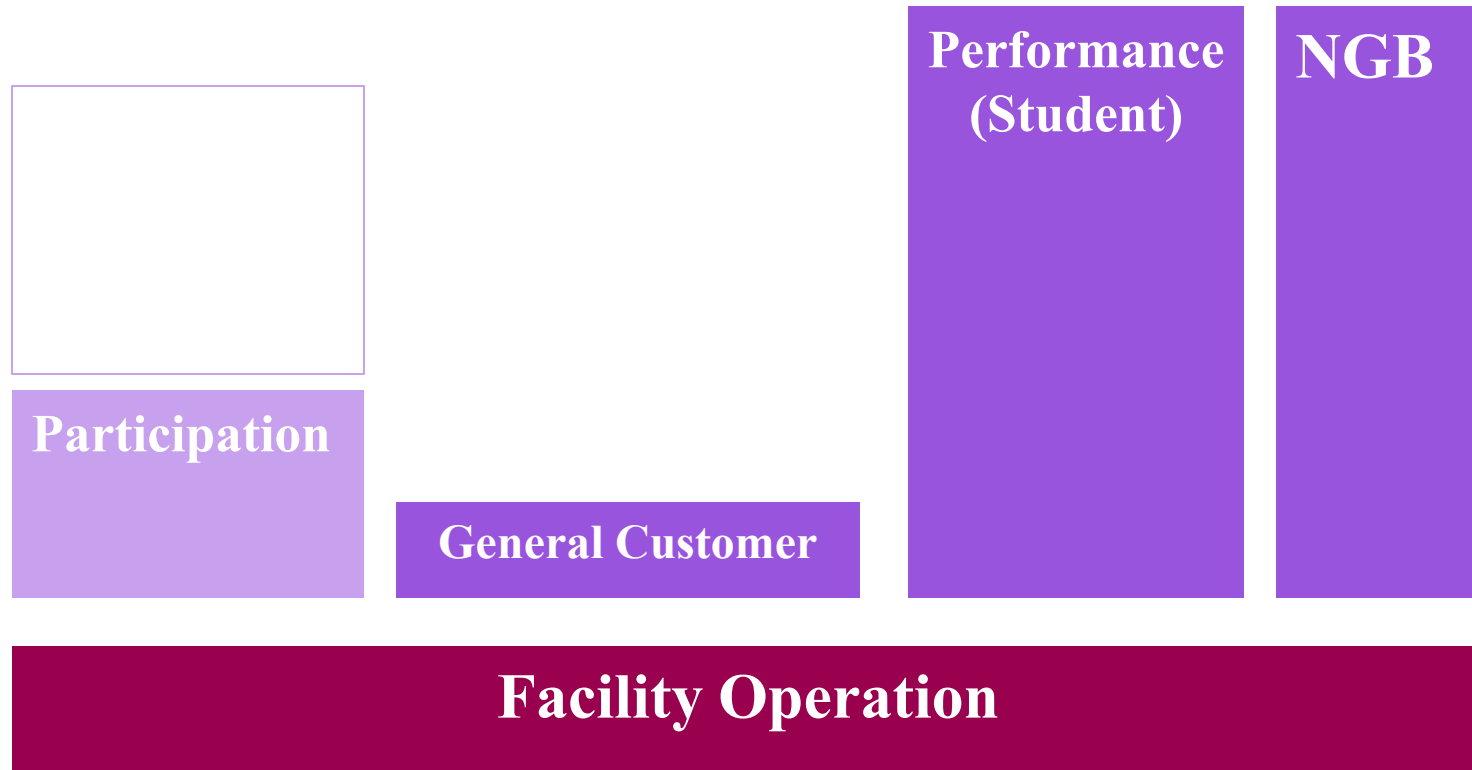 Performance
(Student)
NGB
Participation
General Customer
Facility Operation